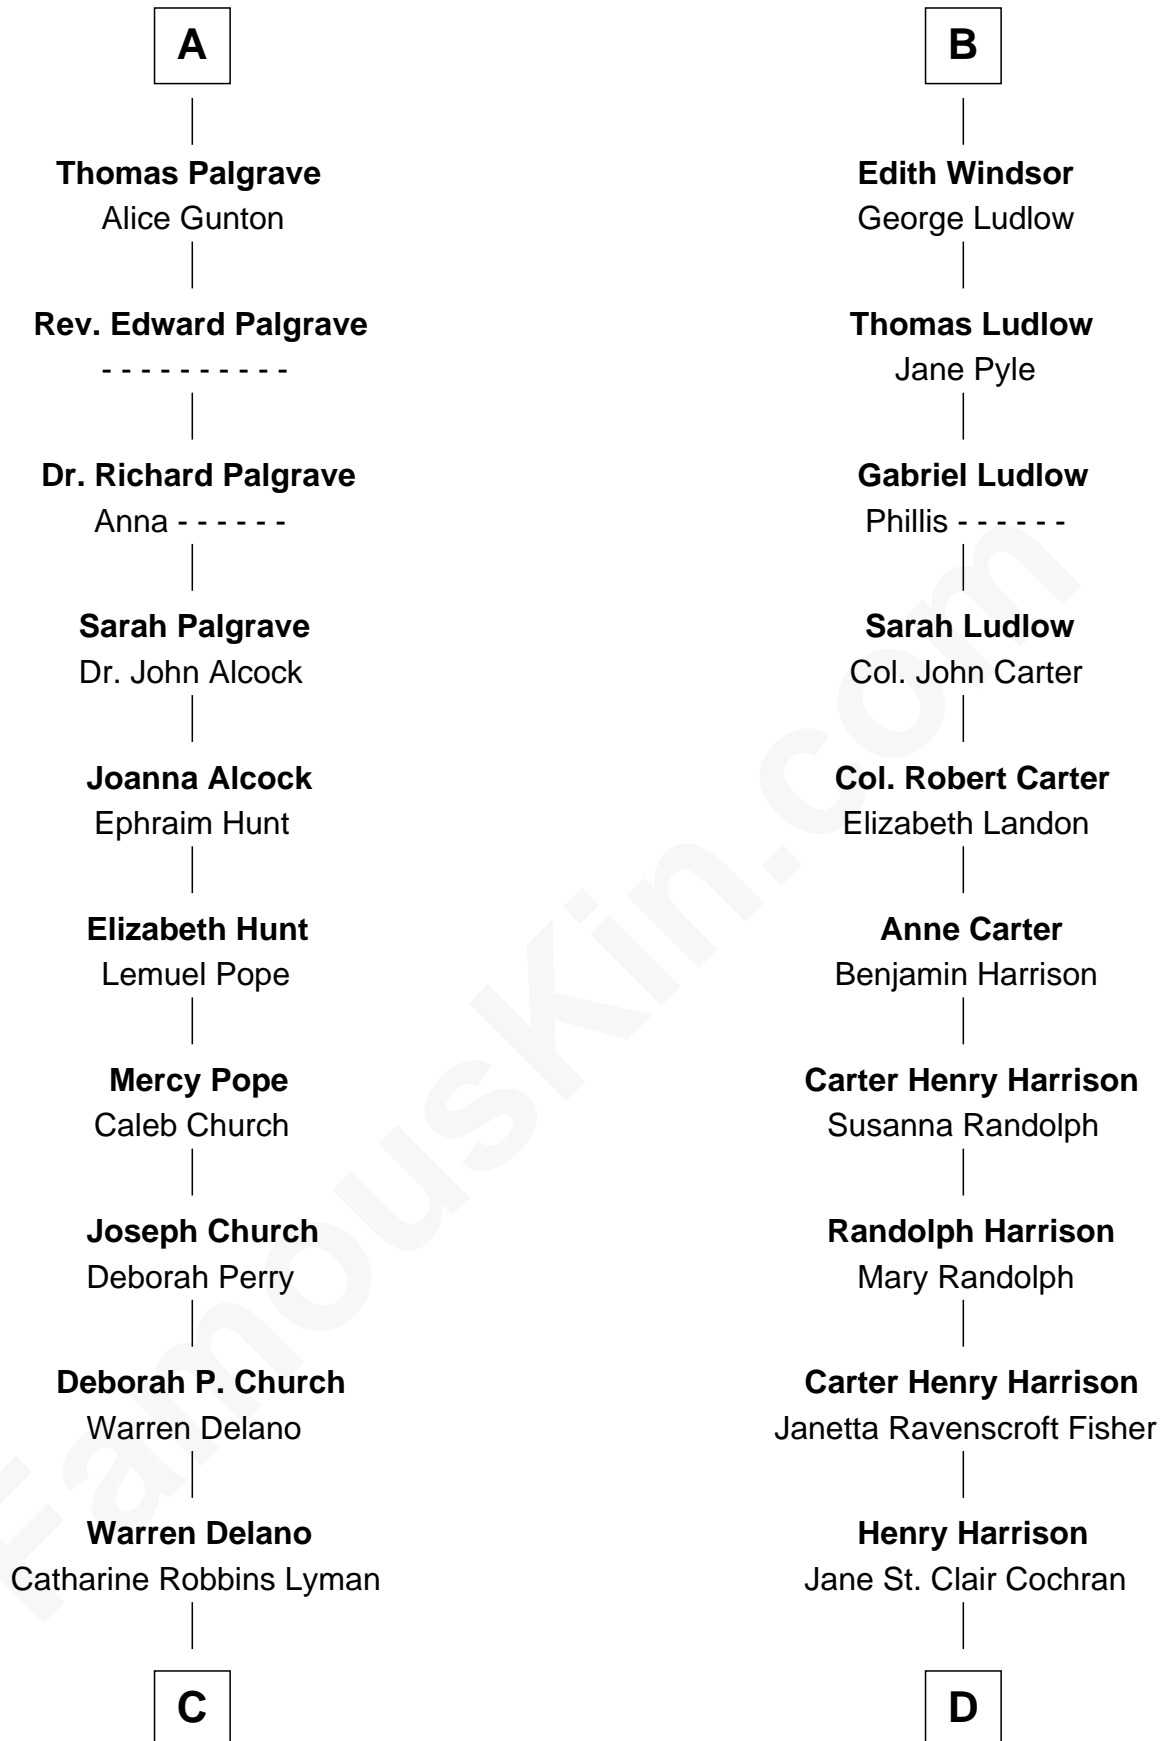 A
Thomas Palgrave
Alice Gunton
Rev. Edward Palgrave
- - - - - - - - - -
Dr. Richard Palgrave
Anna - - - - - -
Sarah Palgrave
Dr. John Alcock
Joanna Alcock
Ephraim Hunt
Elizabeth Hunt
Lemuel Pope
Mercy Pope
Caleb Church
Joseph Church
Deborah Perry
Deborah P. Church
Warren Delano
Warren Delano
Catharine Robbins Lyman
C
B
Edith Windsor
George Ludlow
Thomas Ludlow
Jane Pyle
Gabriel Ludlow
Phillis - - - - - -
Sarah Ludlow
Col. John Carter
Col. Robert Carter
Elizabeth Landon
Anne Carter
Benjamin Harrison
Carter Henry Harrison
Susanna Randolph
Randolph Harrison
Mary Randolph
Carter Henry Harrison
Janetta Ravenscroft Fisher
Henry Harrison
Jane St. Clair Cochran
D
FamousKin.com